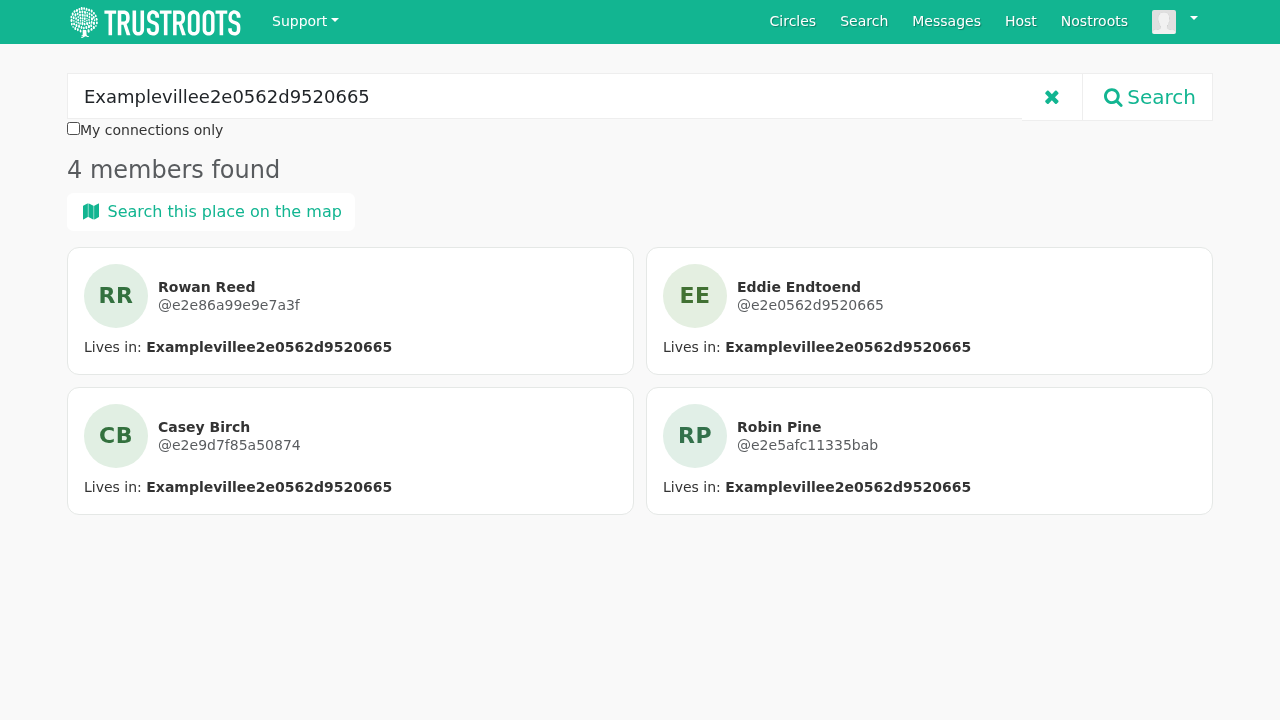 TRUSTROOTS Support Circles Search Messages Host Nostroots
Examplevillee2e0562d9520665 Search
My connections only
4 members found
Search this place on the map
RR Rowan Reed
@e2e86a99e9e7a3f
Lives in: Examplevillee2e0562d9520665
EE Eddie Endtoend
@e2e0562d9520665
Lives in: Examplevillee2e0562d9520665
CB Casey Birch
@e2e9d7f85a50874
Lives in: Examplevillee2e0562d9520665
RP Robin Pine
@e2e5afc11335bab
Lives in: Examplevillee2e0562d9520665